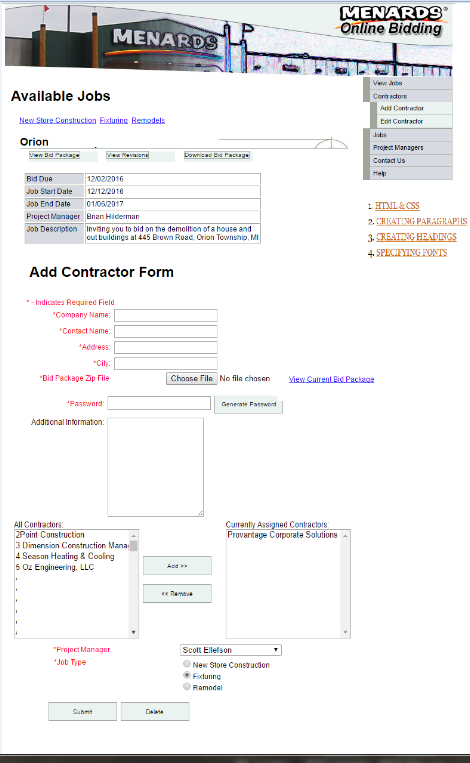 MENARDS
MENARDS®
Online Bidding
View Jobs
Contractors
Add Contractor
Edit Contractor
Jobs
Project Managers
Contact Us
Help
Available Jobs
New Store Construction Fixturing Remodels
Orion
View Bid Package View Revisions Download Bid Package
Bid Due 12/02/2016
Job Start Date 12/12/2016
Job End Date 01/06/2017
Project Manager Brian Hilderman
Job Description Inviting you to bid on the demolition of a house and
out buildings at 445 Brown Road, Orion Township, MI
1. HTML & CSS
2. CREATING PARAGRAPHS
3. CREATING HEADINGS
4. SPECIFYING FONTS
Add Contractor Form
* - Indicates Required Field
*Company Name:
*Contact Name:
*Address:
*City:
*Bid Package Zip File Choose File No file chosen View Current Bid Package
*Password: Generate Password
Additional Information:
All Contractors: Currently Assigned Contractors
2Point Construction Provantage Corporate Solutions
3 Dimension Construction Mana
4 Season Heating & Cooling
5 Oz Engineering, LLC
Add >>
<< Remove
*Project Manager Scott Ellefson
*Job Type New Store Construction
Fixturing
Remodel
Submit Delete